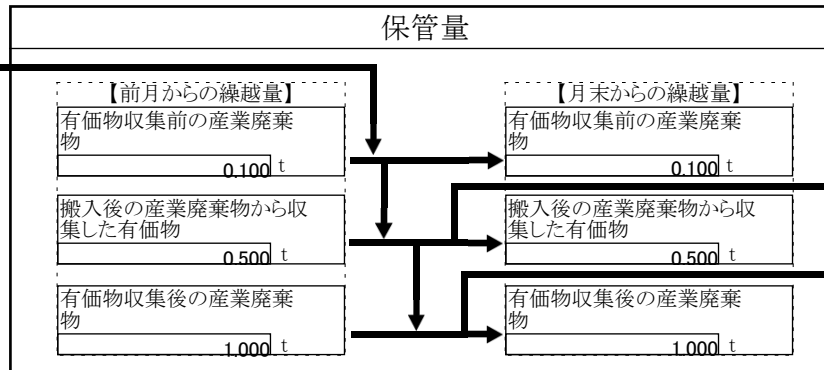 保管量
【前月からの繰越量】
有価物収集前の産業廃棄
物
0.100 t
搬入後の産業廃棄物から収
集した有価物
0.500 t
有価物収集後の産業廃棄
物
1.000 t
【月末からの繰越量】
有価物収集前の産業廃棄
物
0.100 t
搬入後の産業廃棄物から収
集した有価物
0.500 t
有価物収集後の産業廃棄
物
1.000 t